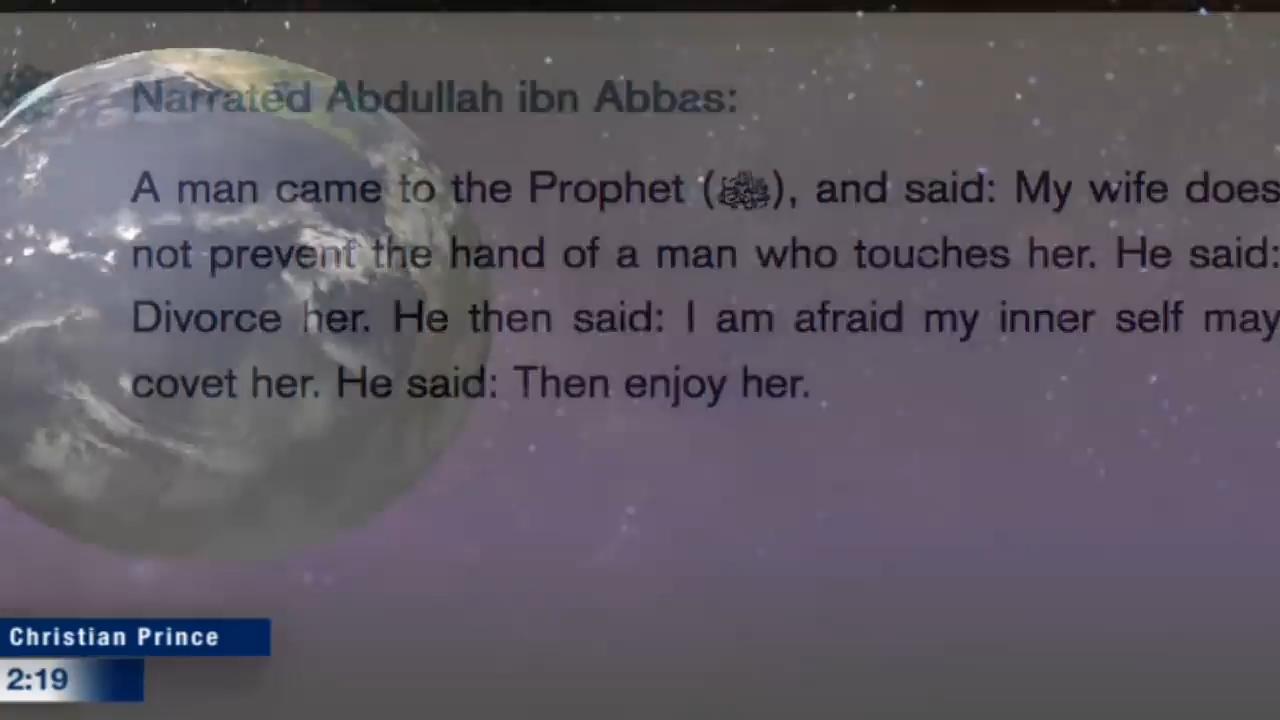 Narrated Abdullah ibn Abbas:
A man came to the Prophet (ﷺ), and said: My wife does
not prevent the hand of a man who touches her. He said:
Divorce her. He then said: I am afraid my inner self may
covet her. He said: Then enjoy her.
Christian Prince
2:19